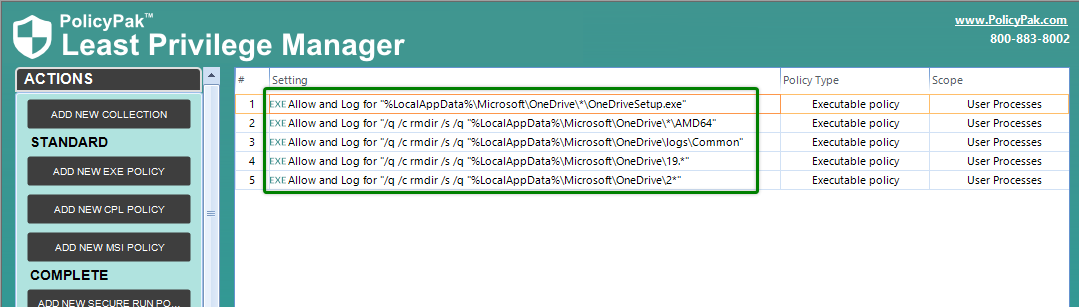 PolicyPak™
Least Privilege Manager
www.PolicyPak.com
800-883-8002
ACTIONS
ADD NEW COLLECTION
STANDARD
ADD NEW EXE POLICY
ADD NEW CPL POLICY
ADD NEW MSI POLICY
COMPLETE
ADD NEW SECURE RUN PO...
# Setting Policy Type Scope
1 EXE Allow and Log for "%LocalAppData%\Microsoft\OneDrive\*\OneDriveSetup.exe" Executable policy User Processes
2 EXE Allow and Log for "/q /c rmdir /s /q "%LocalAppData%\Microsoft\OneDrive\*\AMD64" Executable policy User Processes
3 EXE Allow and Log for "/q /c rmdir /s /q "%LocalAppData%\Microsoft\OneDrive\logs\Common" Executable policy User Processes
4 EXE Allow and Log for "/q /c rmdir /s /q "%LocalAppData%\Microsoft\OneDrive\19.*" Executable policy User Processes
5 EXE Allow and Log for "/q /c rmdir /s /q "%LocalAppData%\Microsoft\OneDrive\2*" Executable policy User Processes